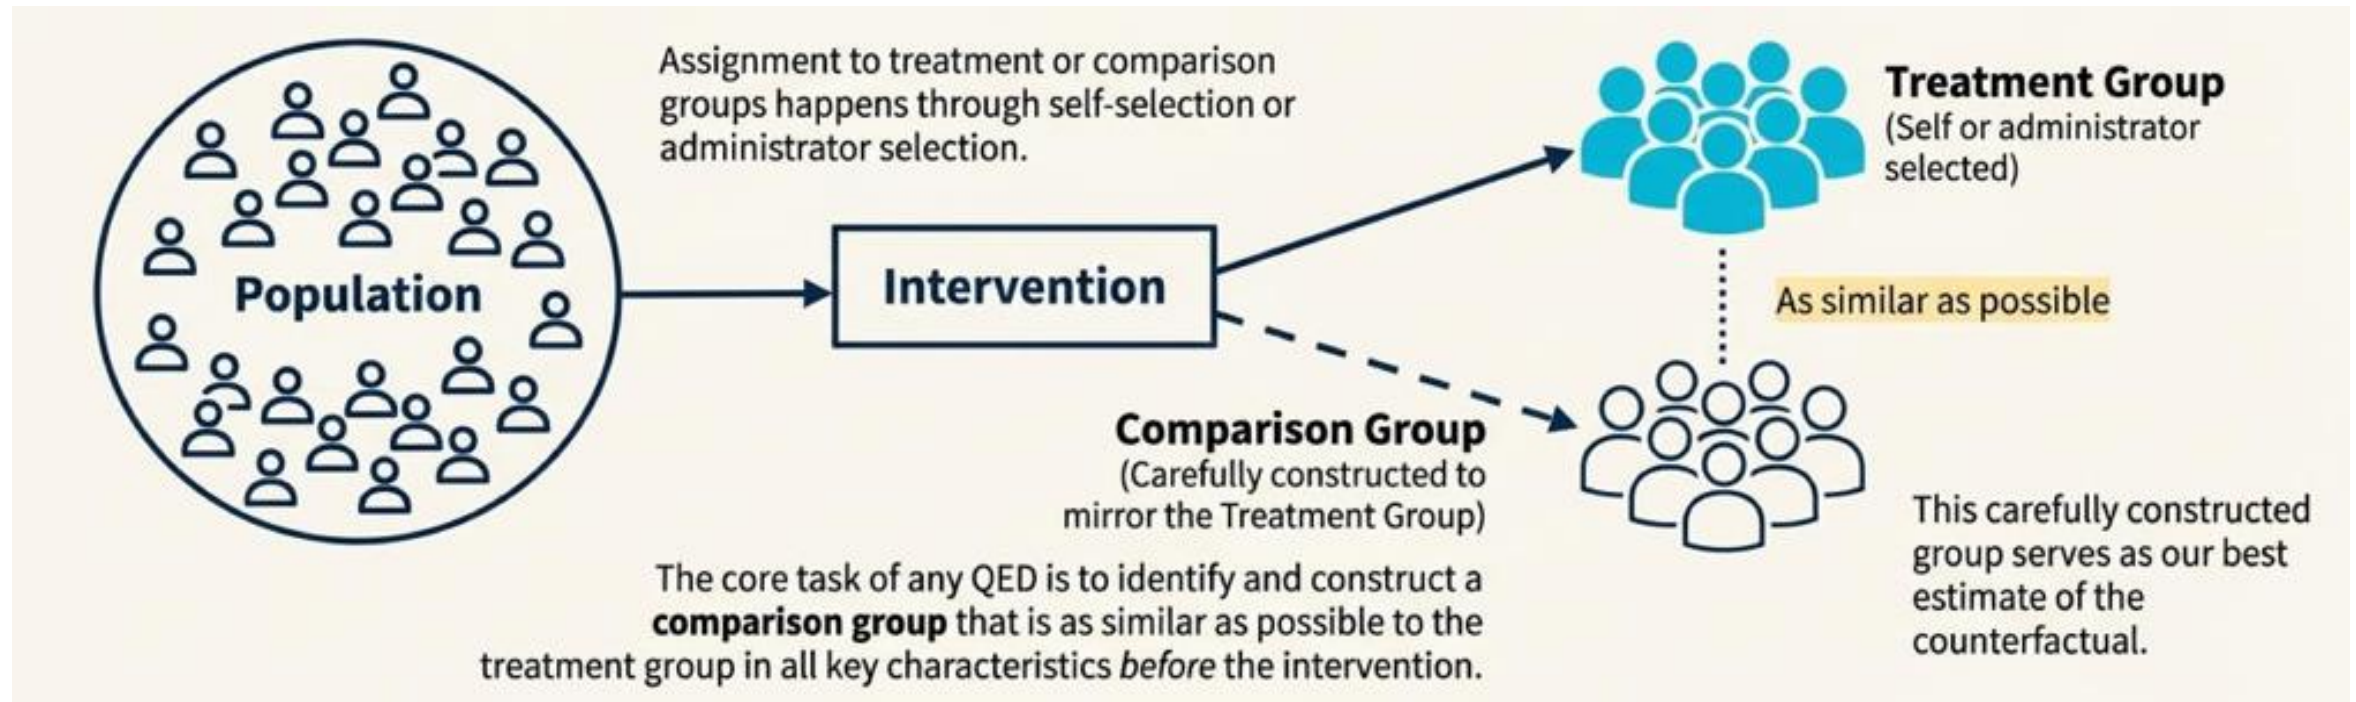 Assignment to treatment or comparison
groups happens through self-selection or
administrator selection.
Treatment Group
(Self or administrator
selected)
Population
Intervention
As similar as possible
Comparison Group
(Carefully constructed to
mirror the Treatment Group)
The core task of any QED is to identify and construct a
comparison group that is as similar as possible to the
treatment group in all key characteristics before the intervention.
This carefully constructed
group serves as our best
estimate of the
counterfactual.